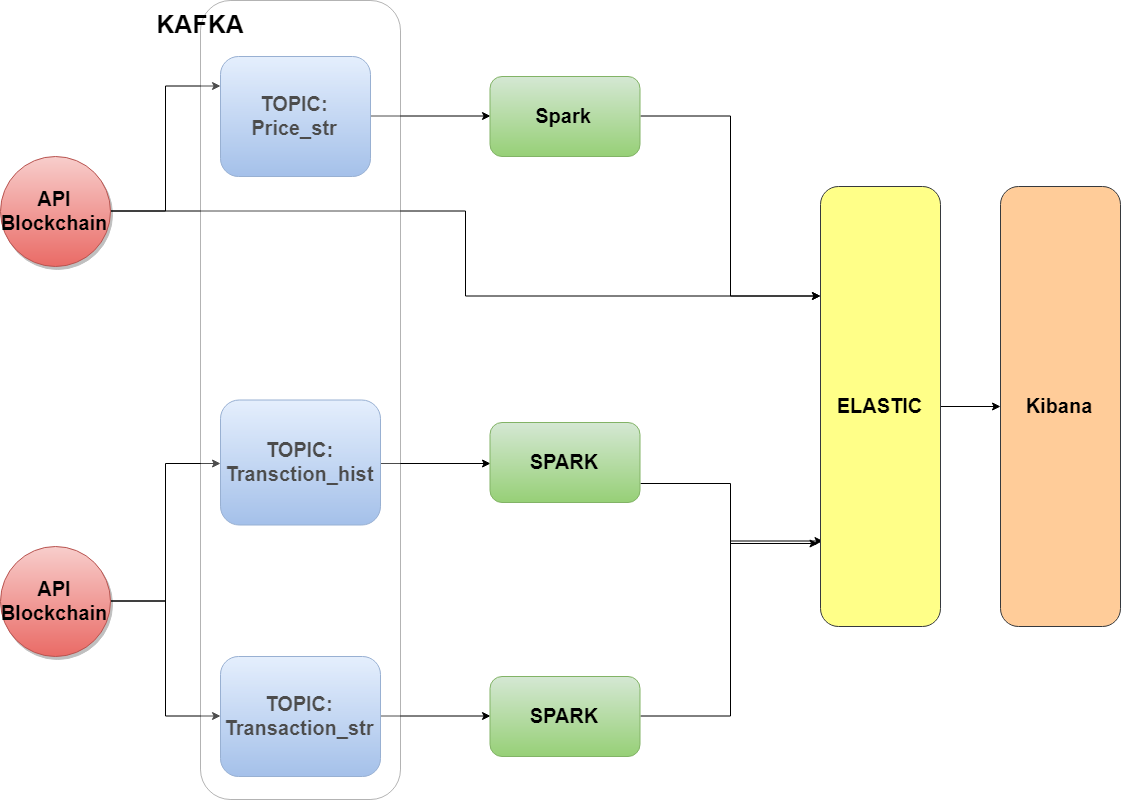 KAFKA
TOPIC:
Price_str
Spark
API
Blockchain
TOPIC:
Transction_hist
SPARK
ELASTIC
Kibana
API
Blockchain
TOPIC:
Transaction_str
SPARK